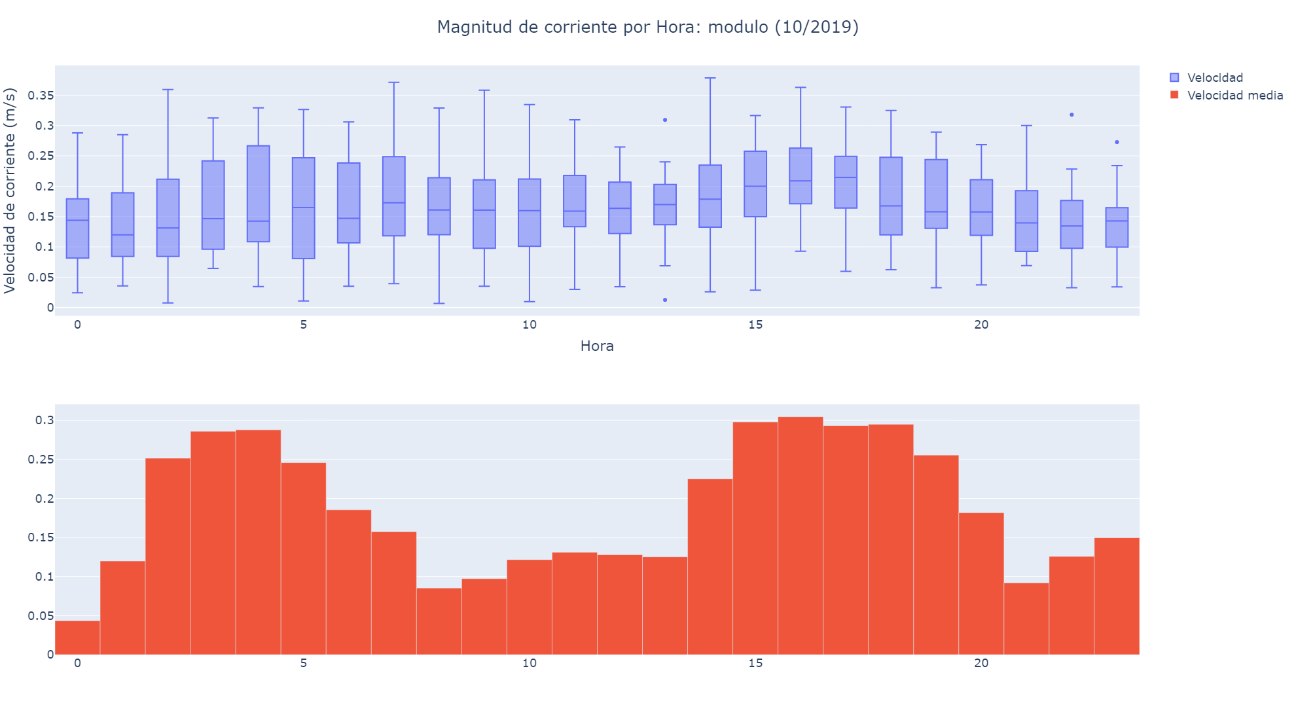 Magnitud de corriente por Hora: modulo (10/2019)
Velocidad
Velocidad media
Velocidad de corriente (m/s)
0.35
0.3
0.25
0.2
0.15
0.1
0.05
0
0 5 10 15 20
Hora
0.3
0.25
0.2
0.15
0.1
0.05
0
0 5 10 15 20